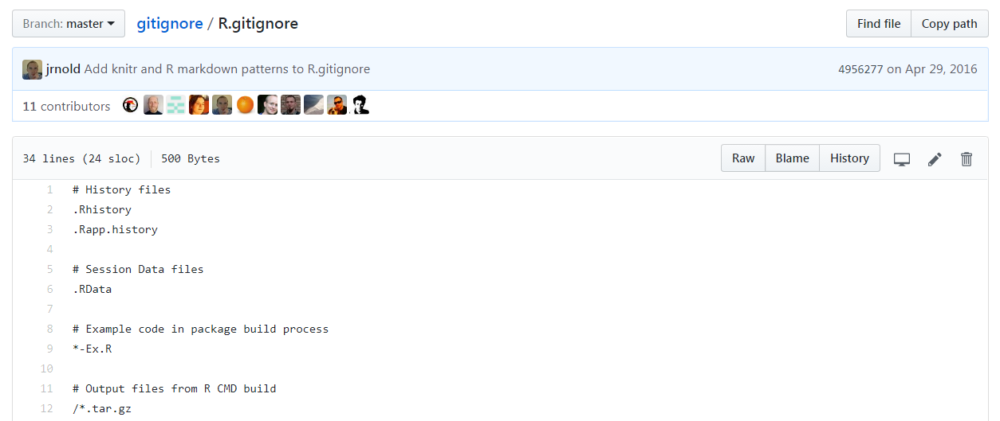 Branch: master gitignore / R.gitignore Find file Copy path
jrnold Add knitr and R markdown patterns to R.gitignore 4956277 on Apr 29, 2016
11 contributors
34 lines (24 sloc) 500 Bytes Raw Blame History
1 # History files
2 .Rhistory
3 .Rapp.history
4
5 # Session Data files
6 .RData
7
8 # Example code in package build process
9 *-Ex.R
10
11 # Output files from R CMD build
12 /*.tar.gz